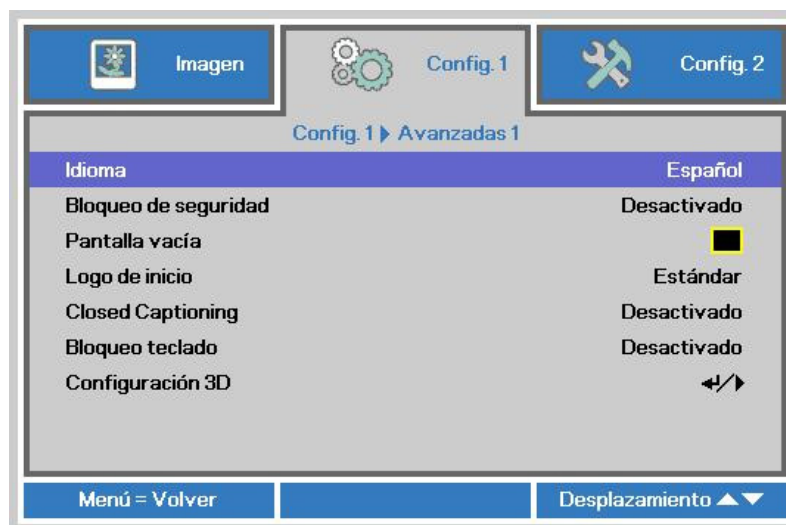 Imagen
Config. 1
Config. 2
Config. 1 ▶ Avanzadas 1
Idioma Español
Bloqueo de seguridad Desactivado
Pantalla vacía
Logo de inicio Estándar
Closed Captioning Desactivado
Bloqueo teclado Desactivado
Configuración 3D ↵/▶
Menú = Volver
Desplazamiento ▲▼